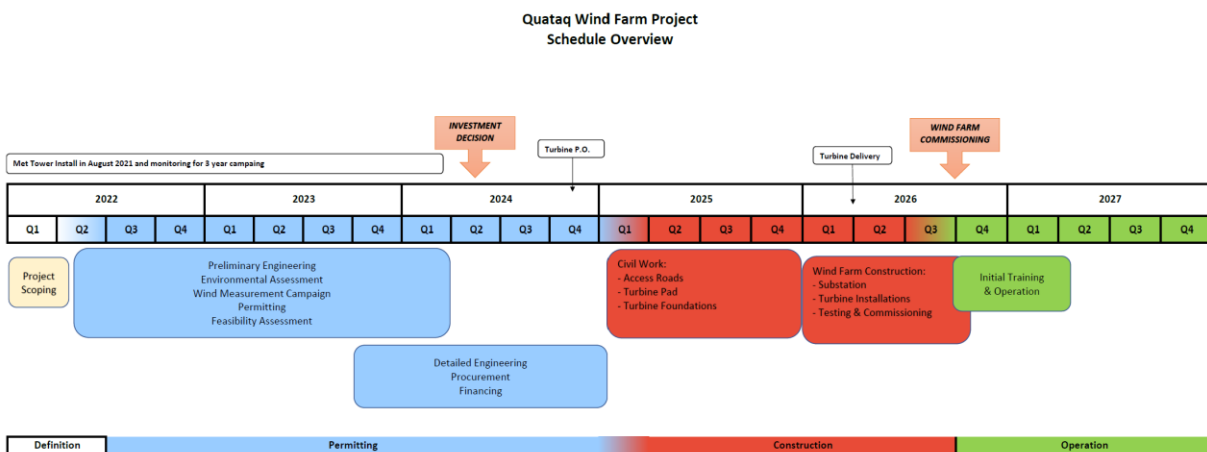 Quataq Wind Farm Project
Schedule Overview
INVESTMENT
DECISION
WIND FARM
COMMISSIONING
Turbine P.O.
Turbine Delivery
Met Tower Install in August 2021 and monitoring for 3 year campaing
2022 2023 2024 2025 2026 2027
Q1 Q2 Q3 Q4 Q1 Q2 Q3 Q4 Q1 Q2 Q3 Q4 Q1 Q2 Q3 Q4 Q1 Q2 Q3 Q4 Q1 Q2 Q3 Q4
Project
Scoping
Preliminary Engineering
Environmental Assessment
Wind Measurement Campaign
Permitting
Feasibility Assessment
Civil Work:
- Access Roads
- Turbine Pad
- Turbine Foundations
Wind Farm Construction:
- Substation
- Turbine Installations
- Testing & Commissioning
Initial Training
& Operation
Detailed Engineering
Procurement
Financing
Definition Permitting Construction Operation